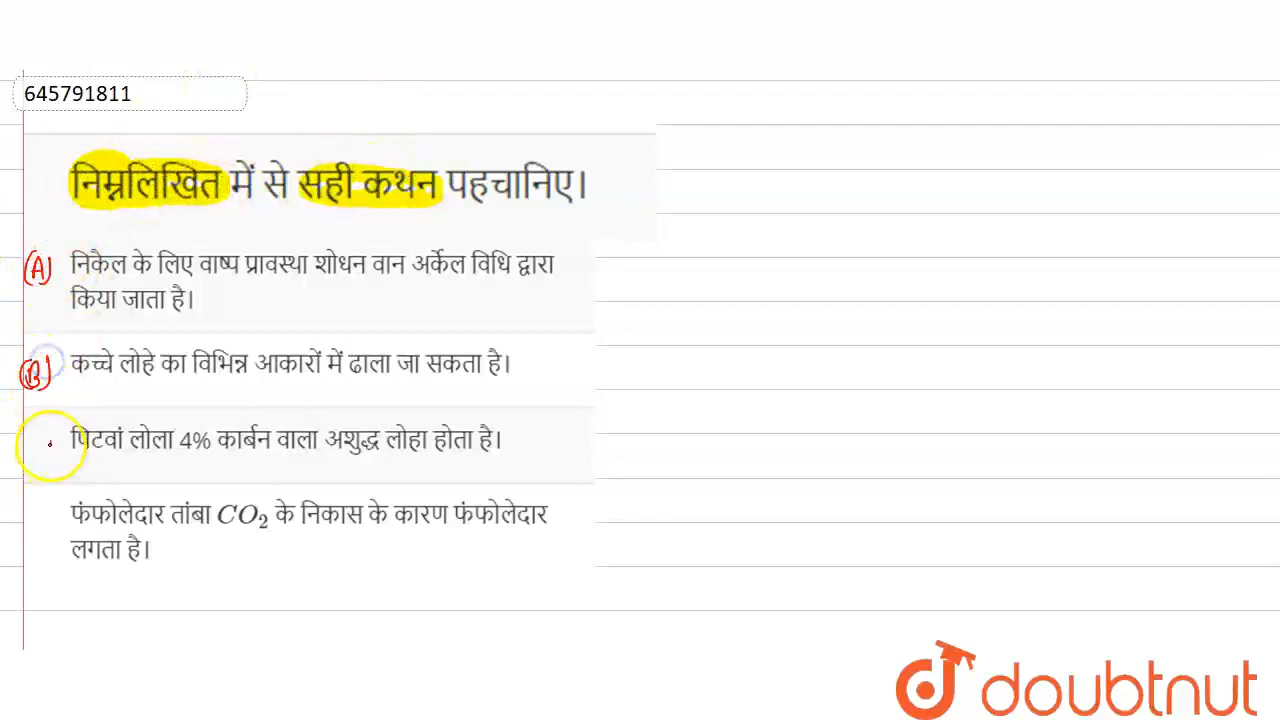 645791811
निम्नलिखित में से सही कथन पहचानिए।
(A) निकैल के लिए वाष्प प्रावस्था शोधन वान अर्केल विधि द्वारा
किया जाता है।
(B) कच्चे लोहे का विभिन्न आकारों में ढाला जा सकता है।
पिटवां लोला 4% कार्बन वाला अशुद्ध लोहा होता है।
फंफोलेदार तांबा CO₂ के निकास के कारण फंफोलेदार
लगता है।
doubtnut